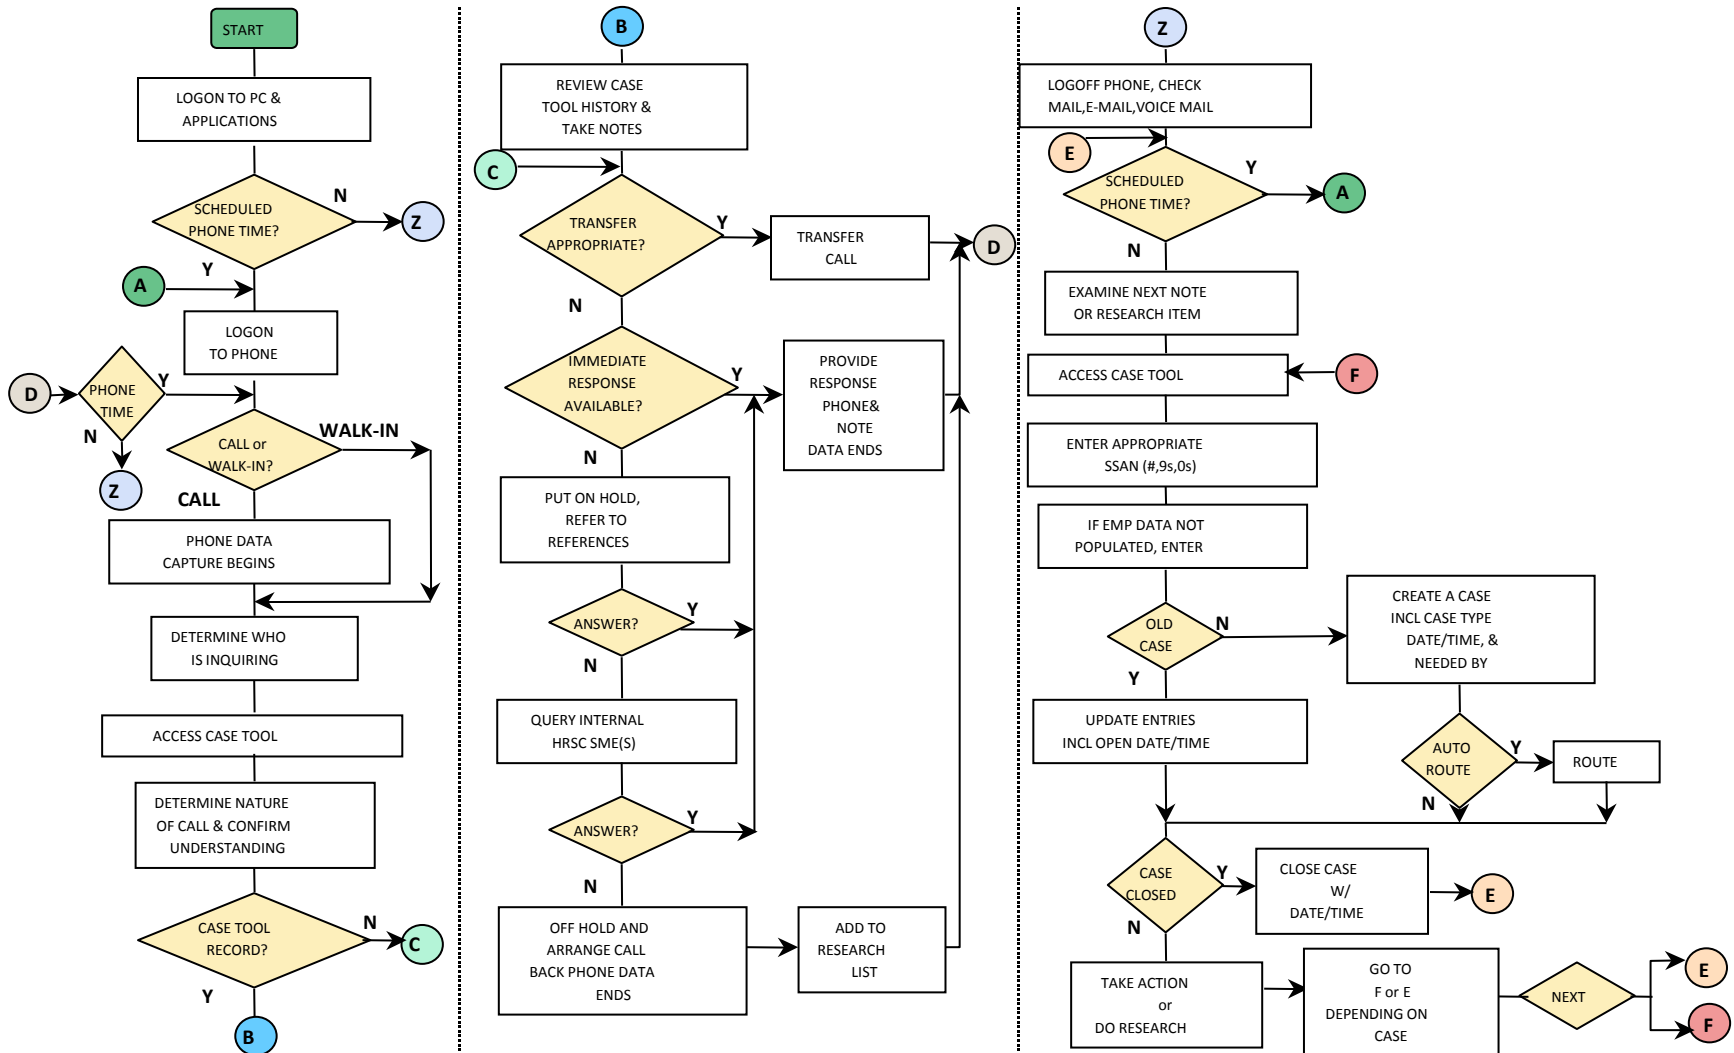 START
LOGON TO PC &
APPLICATIONS
SCHEDULED
PHONE TIME?
N
Z
Y
A
LOGON
TO PHONE
D
PHONE
TIME
Y
N
Z
CALL or
WALK-IN?
WALK-IN
CALL
PHONE DATA
CAPTURE BEGINS
DETERMINE WHO
IS INQUIRING
ACCESS CASE TOOL
DETERMINE NATURE
OF CALL & CONFIRM
UNDERSTANDING
CASE TOOL
RECORD?
N
C
Y
B
B
REVIEW CASE
TOOL HISTORY &
TAKE NOTES
C
TRANSFER
APPROPRIATE?
Y
TRANSFER
CALL
D
N
IMMEDIATE
RESPONSE
AVAILABLE?
Y
PROVIDE
RESPONSE
PHONE&
NOTE
DATA ENDS
N
PUT ON HOLD,
REFER TO
REFERENCES
ANSWER?
Y
N
QUERY INTERNAL
HRSC SME(S)
ANSWER?
Y
N
OFF HOLD AND
ARRANGE CALL
BACK PHONE DATA
ENDS
ADD TO
RESEARCH
LIST
Z
LOGOFF PHONE, CHECK
MAIL,E-MAIL,VOICE MAIL
E
SCHEDULED
PHONE TIME?
Y
A
N
EXAMINE NEXT NOTE
OR RESEARCH ITEM
ACCESS CASE TOOL
F
ENTER APPROPRIATE
SSAN (#,9s,0s)
IF EMP DATA NOT
POPULATED, ENTER
OLD
CASE
N
CREATE A CASE
INCL CASE TYPE
DATE/TIME, &
NEEDED BY
Y
UPDATE ENTRIES
INCL OPEN DATE/TIME
AUTO
ROUTE
Y
ROUTE
N
CASE
CLOSED
Y
CLOSE CASE
W/
DATE/TIME
E
N
TAKE ACTION
or
DO RESEARCH
GO TO
F or E
DEPENDING ON
CASE
NEXT
E
F